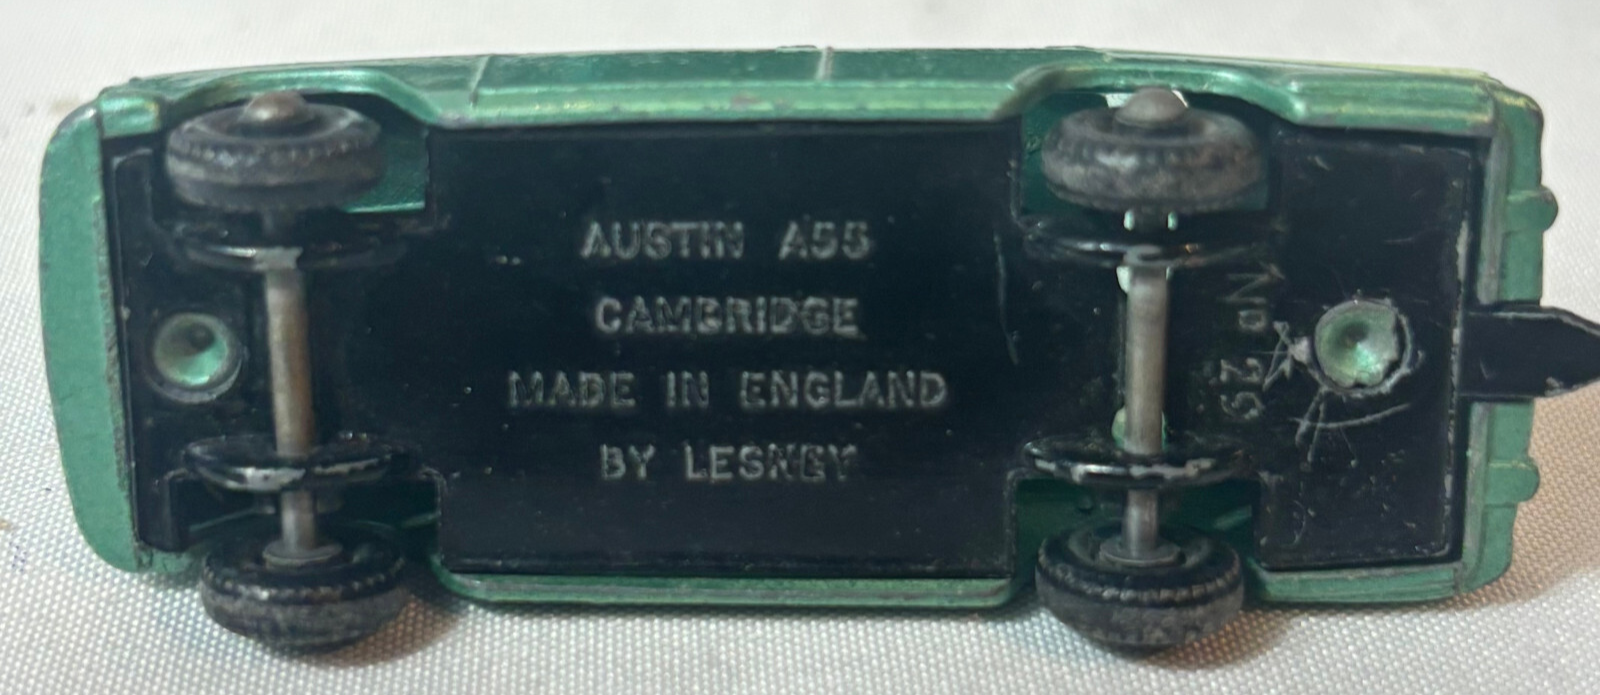 AUSTIN A55
CAMBRIDGE
MADE IN ENGLAND
BY LESNEY
No 29